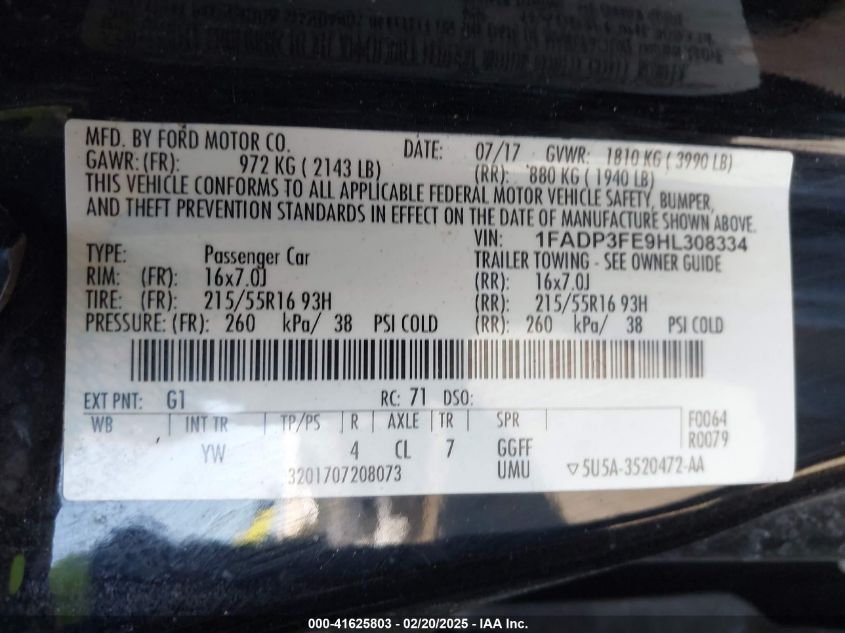 MFD. BY FORD MOTOR CO. DATE: 07/17 GVWR: 1810 KG ( 3990 LB)
GAWR: (FR): 972 KG ( 2143 LB) (RR): 880 KG ( 1940 LB)
THIS VEHICLE CONFORMS TO ALL APPLICABLE FEDERAL MOTOR VEHICLE SAFETY, BUMPER,
AND THEFT PREVENTION STANDARDS IN EFFECT ON THE DATE OF MANUFACTURE SHOWN ABOVE.
VIN: 1FADP3FE9HL308334
TYPE: Passenger Car TRAILER TOWING - SEE OWNER GUIDE
RIM: (FR): 16x7.0J (RR): 16x7.0J
TIRE: (FR): 215/55R16 93H (RR): 215/55R16 93H
PRESSURE: (FR): 260 kPa/ 38 PSI COLD (RR): 260 kPa/ 38 PSI COLD
EXT PNT: G1 RC: 71 DSO:
WB INT TR TP/PS R AXLE TR SPR F0064
R0079
YW 4 CL 7 GGFF
3201707208073 UMU ▽5U5A-3520472-AA
000-41625803 - 02/20/2025 - IAAI.COM